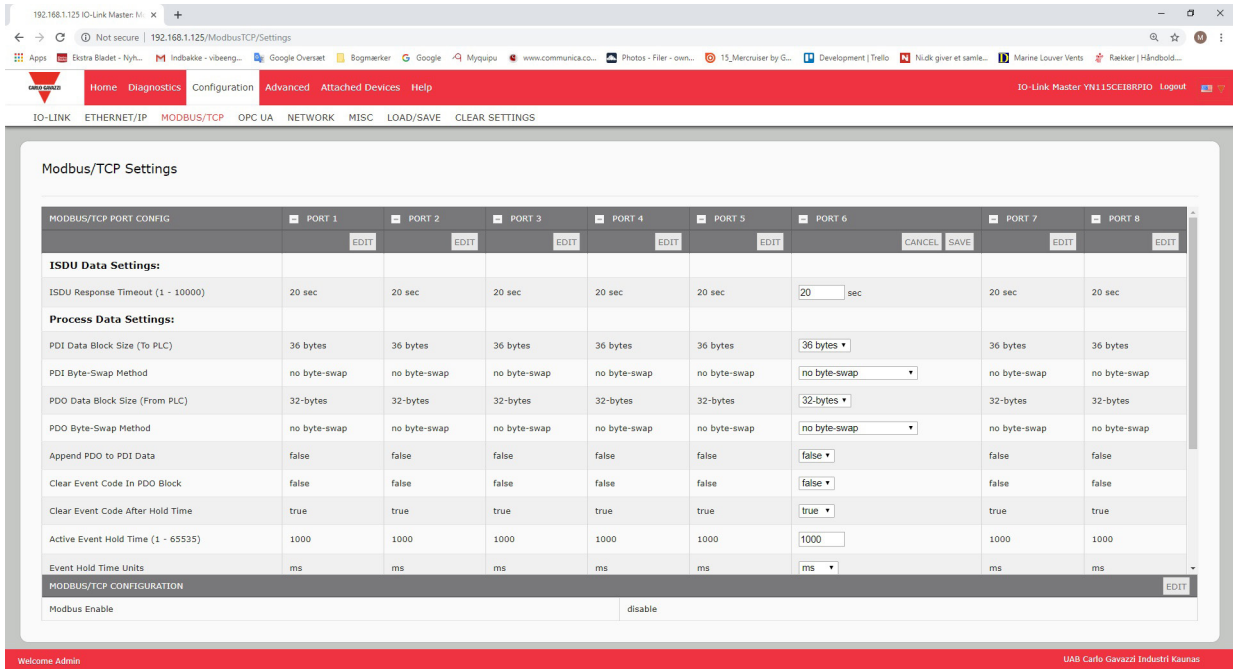 192.168.1.125 IO-Link Master: M
Not secure | 192.168.1.125/ModbusTCP/Settings
Apps Ekstra Bladet - Nyh... Indbakke - vibeeng... Google Oversæt Bogmærker Google Myquipu www.communica.co... Photos - Filer - own... 15_Mercruiser by G... Development | Trello Ni.dk giver et samle... Marine Louver Vents Rækker | Håndbold....
CARLO GAVAZZI Home Diagnostics Configuration Advanced Attached Devices Help IO-Link Master YN115CEI8RPIO Logout
IO-LINK ETHERNET/IP MODBUS/TCP OPC UA NETWORK MISC LOAD/SAVE CLEAR SETTINGS
Modbus/TCP Settings
MODBUS/TCP PORT CONFIG PORT 1 PORT 2 PORT 3 PORT 4 PORT 5 PORT 6 PORT 7 PORT 8
EDIT EDIT EDIT EDIT EDIT CANCEL SAVE EDIT EDIT
ISDU Data Settings:
ISDU Response Timeout (1 - 10000) 20 sec 20 sec 20 sec 20 sec 20 sec 20 sec 20 sec 20 sec
Process Data Settings:
PDI Data Block Size (To PLC) 36 bytes 36 bytes 36 bytes 36 bytes 36 bytes 36 bytes 36 bytes 36 bytes
PDI Byte-Swap Method no byte-swap no byte-swap no byte-swap no byte-swap no byte-swap no byte-swap no byte-swap no byte-swap
PDO Data Block Size (From PLC) 32-bytes 32-bytes 32-bytes 32-bytes 32-bytes 32-bytes 32-bytes 32-bytes
PDO Byte-Swap Method no byte-swap no byte-swap no byte-swap no byte-swap no byte-swap no byte-swap no byte-swap no byte-swap
Append PDO to PDI Data false false false false false false false false
Clear Event Code In PDO Block false false false false false false false false
Clear Event Code After Hold Time true true true true true true true true
Active Event Hold Time (1 - 65535) 1000 1000 1000 1000 1000 1000 1000 1000
Event Hold Time Units ms ms ms ms ms ms ms ms
MODBUS/TCP CONFIGURATION EDIT
Modbus Enable disable
Welcome Admin UAB Carlo Gavazzi Industri Kaunas